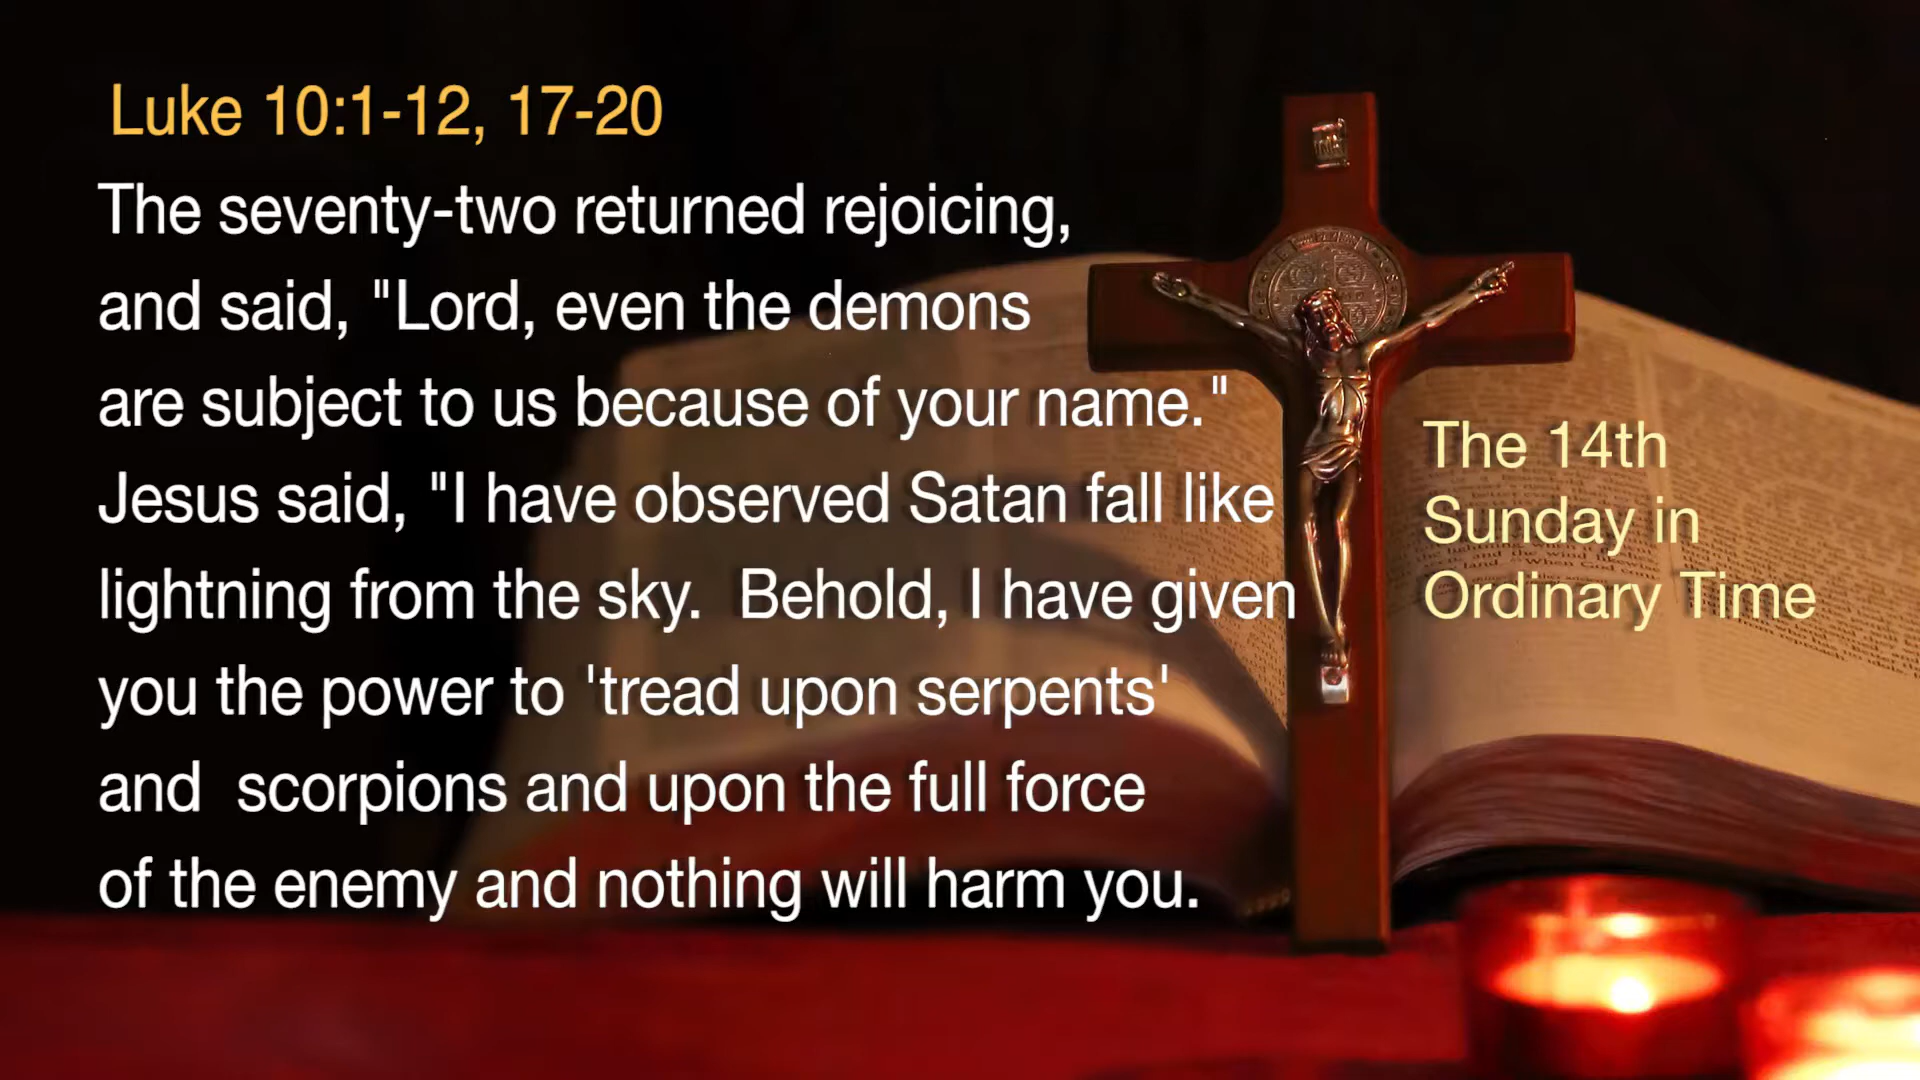 Luke 10:1-12, 17-20
The seventy-two returned rejoicing,
and said, "Lord, even the demons
are subject to us because of your name."
Jesus said, "I have observed Satan fall like
lightning from the sky.  Behold, I have given
you the power to 'tread upon serpents'
and  scorpions and upon the full force
of the enemy and nothing will harm you.
The 14th
Sunday in
Ordinary Time